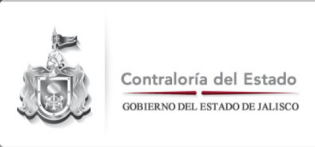 Contraloría del Estado
GOBIERNO DEL ESTADO DE JALISCO